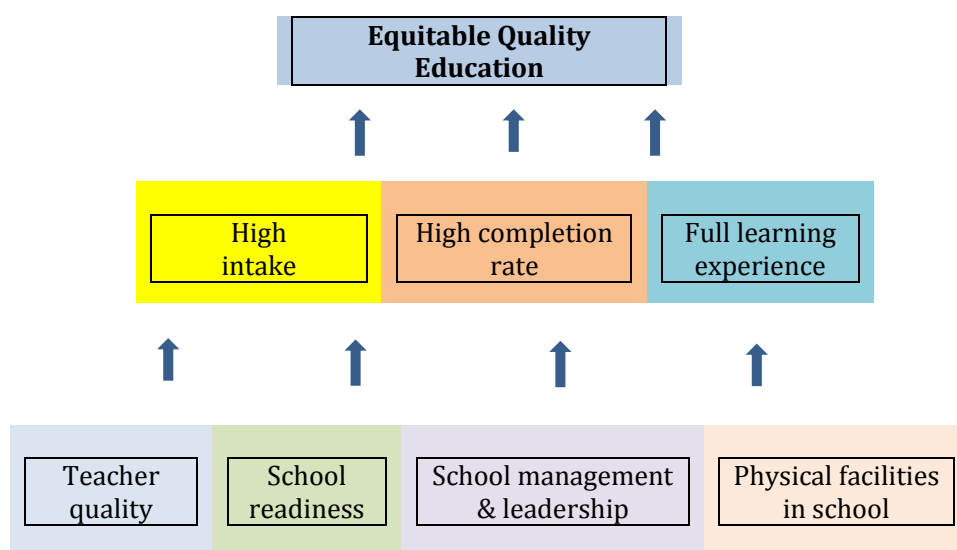 Equitable Quality
Education
High
intake
High completion
rate
Full learning
experience
Teacher
quality
School
readiness
School management
& leadership
Physical facilities
in school